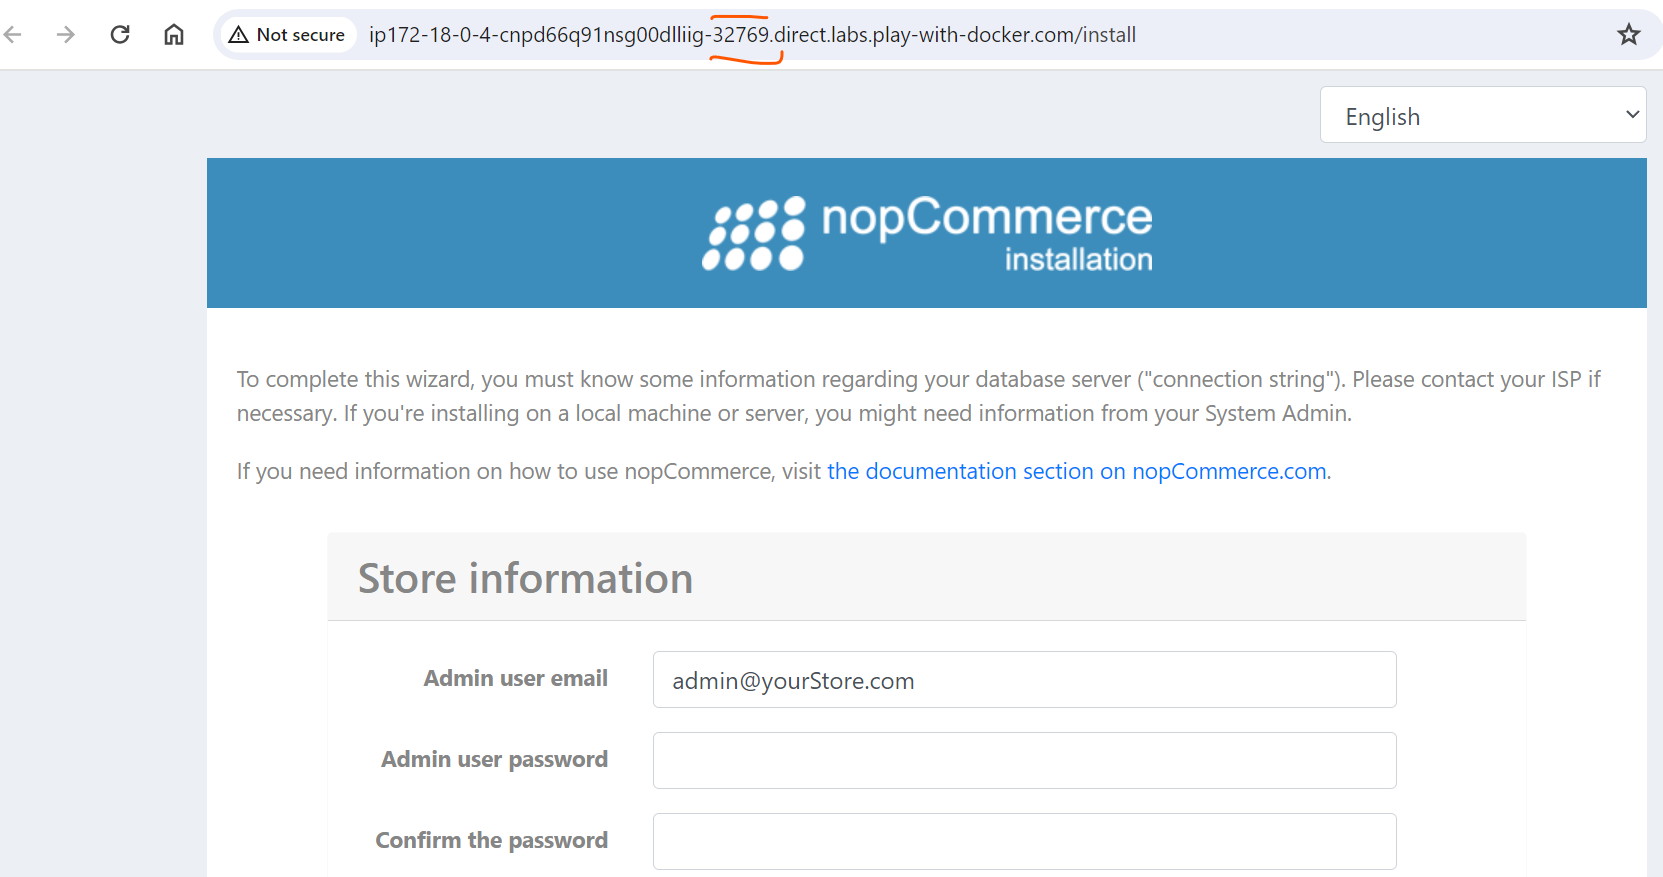 Not secure ip172-18-0-4-cnpd66q91nsg00dlliig-32769.direct.labs.play-with-docker.com/install
English
nopCommerce
installation
To complete this wizard, you must know some information regarding your database server ("connection string"). Please contact your ISP if
necessary. If you're installing on a local machine or server, you might need information from your System Admin.
If you need information on how to use nopCommerce, visit the documentation section on nopCommerce.com.
Store information
Admin user email admin@yourStore.com
Admin user password
Confirm the password